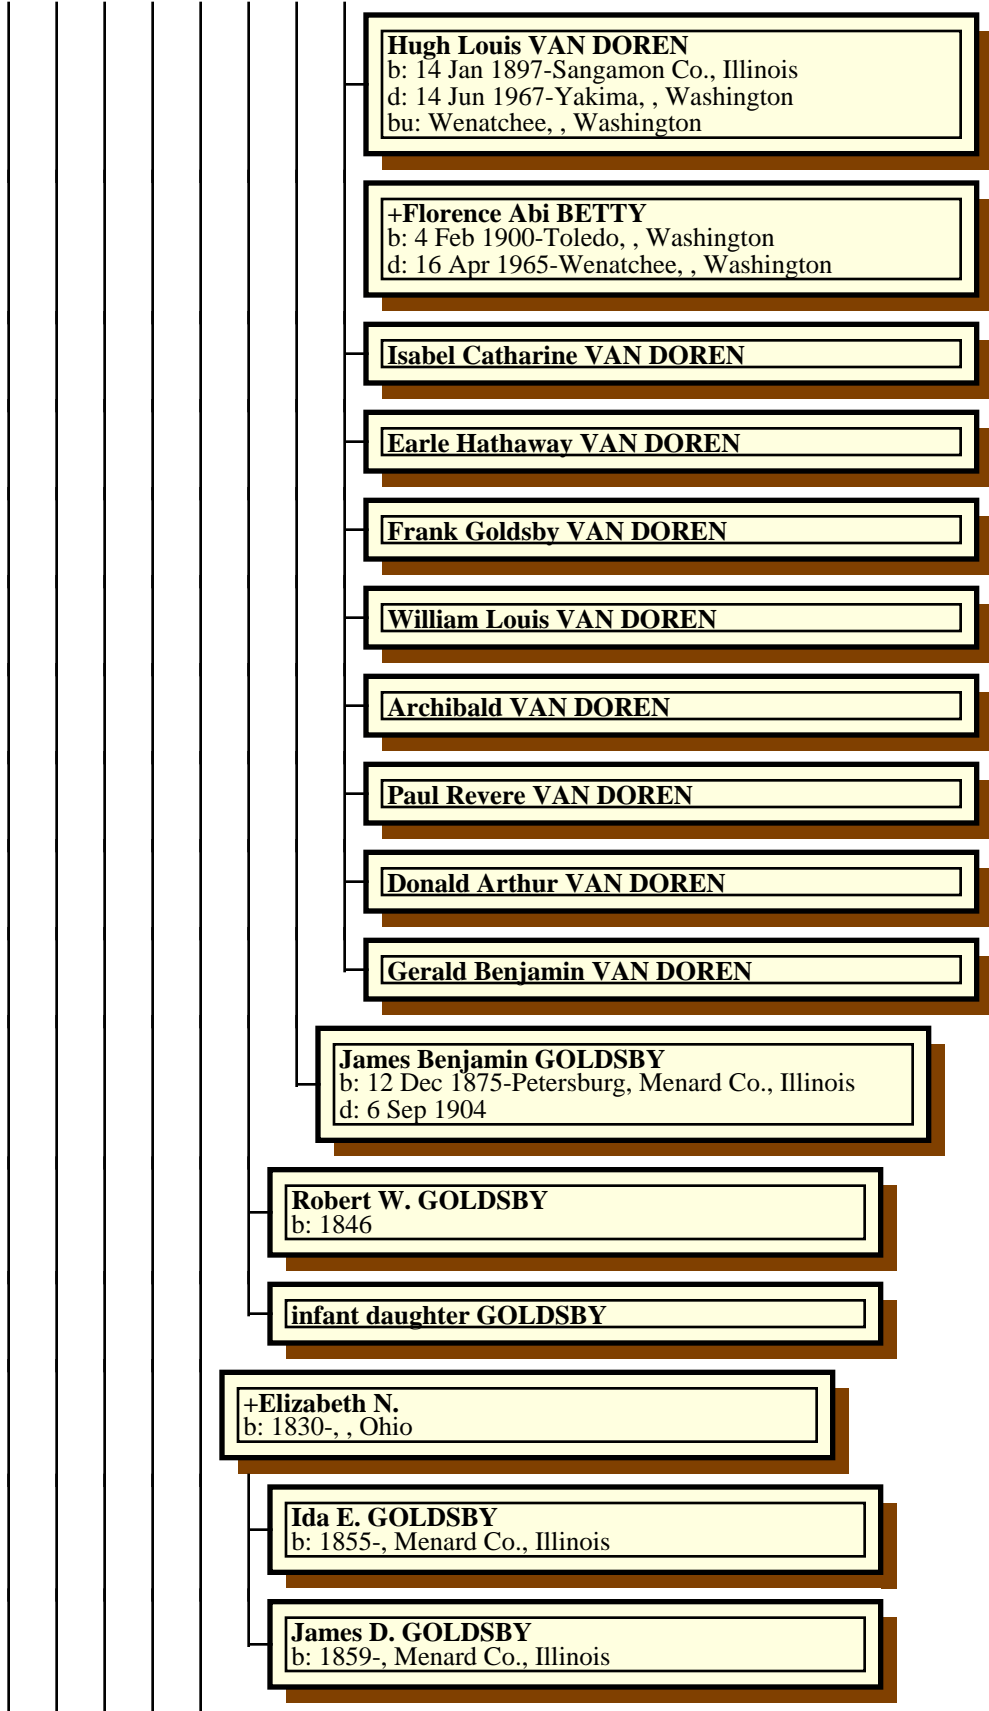 Hugh Louis VAN DOREN
b: 14 Jan 1897-Sangamon Co., Illinois
d: 14 Jun 1967-Yakima, , Washington
bu: Wenatchee, , Washington
+Florence Abi BETTY
b: 4 Feb 1900-Toledo, , Washington
d: 16 Apr 1965-Wenatchee, , Washington
Isabel Catharine VAN DOREN
Earle Hathaway VAN DOREN
Frank Goldsby VAN DOREN
William Louis VAN DOREN
Archibald VAN DOREN
Paul Revere VAN DOREN
Donald Arthur VAN DOREN
Gerald Benjamin VAN DOREN
James Benjamin GOLDSBY
b: 12 Dec 1875-Petersburg, Menard Co., Illinois
d: 6 Sep 1904
Robert W. GOLDSBY
b: 1846
infant daughter GOLDSBY
+Elizabeth N.
b: 1830-, , Ohio
Ida E. GOLDSBY
b: 1855-, Menard Co., Illinois
James D. GOLDSBY
b: 1859-, Menard Co., Illinois